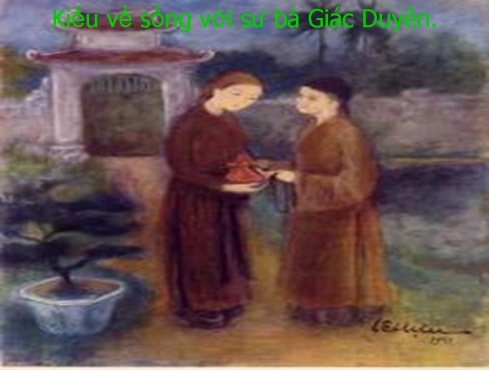 Kiều về sống với sư bà Giác Duyên.